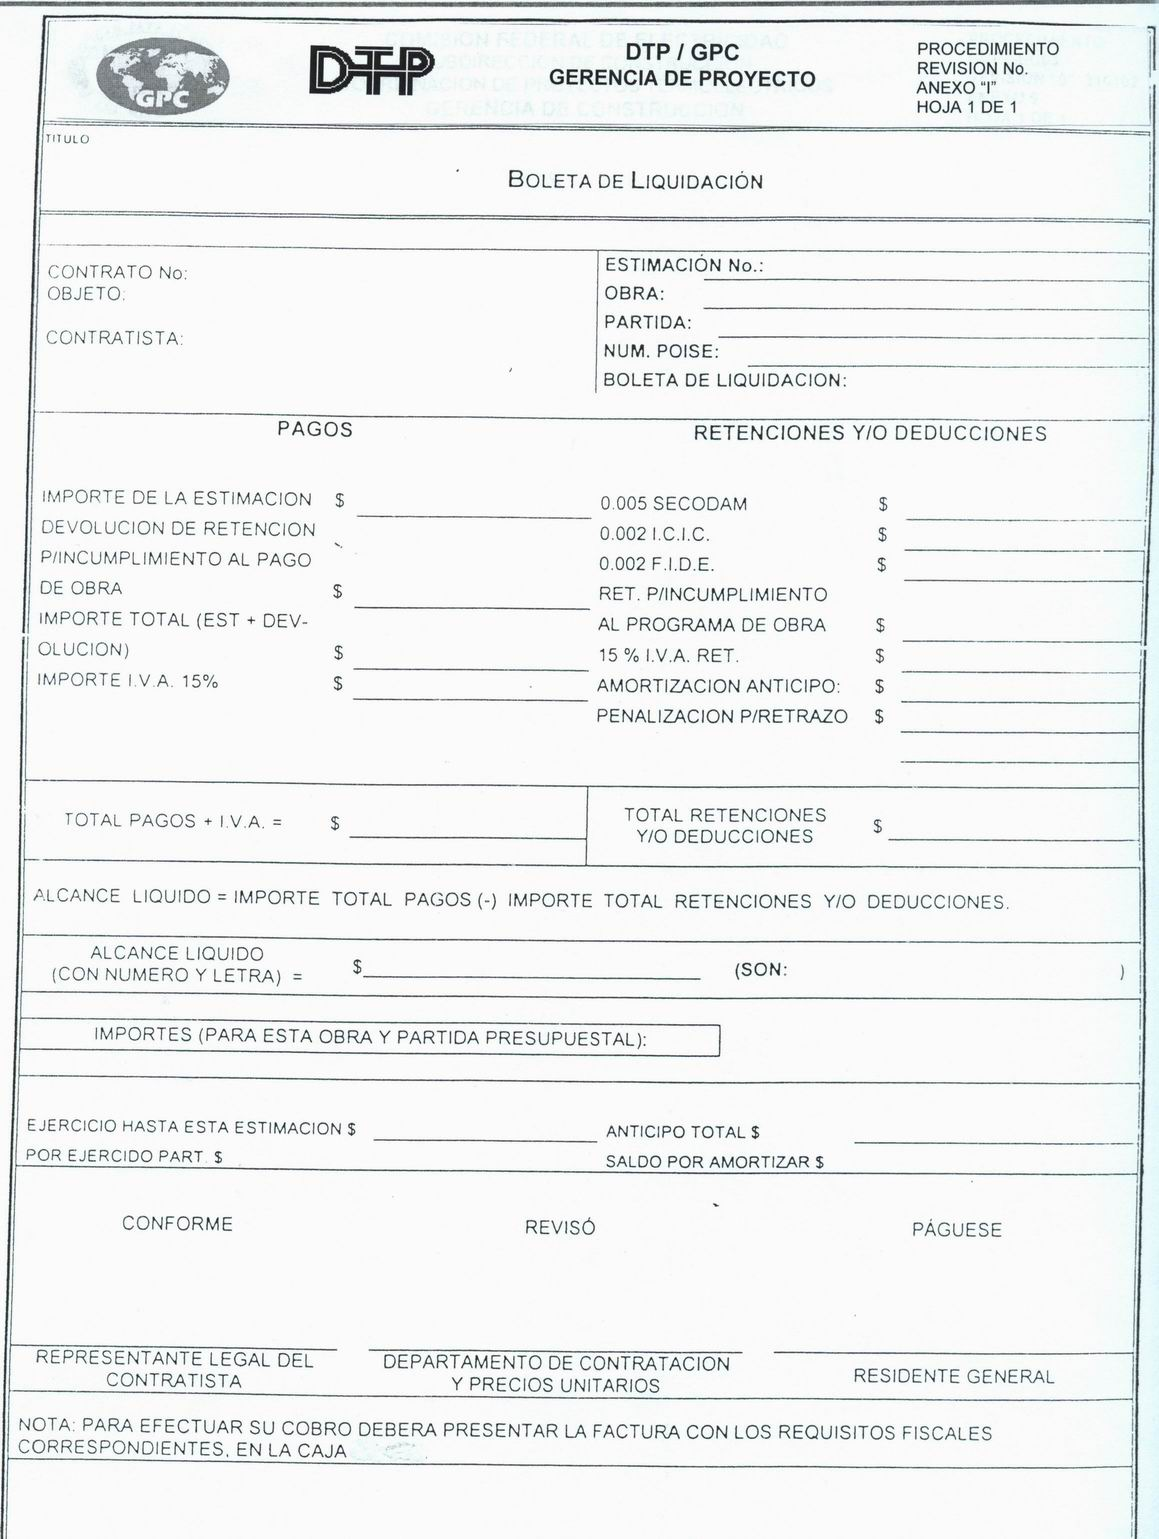 GPC
DTP
DTP / GPC
GERENCIA DE PROYECTO
PROCEDIMIENTO
REVISION No.
ANEXO "I"
HOJA 1 DE 1
TITULO
BOLETA DE LIQUIDACIÓN
CONTRATO No:
OBJETO:
CONTRATISTA:
ESTIMACIÓN No.:
OBRA:
PARTIDA:
NUM. POISE:
BOLETA DE LIQUIDACION:
PAGOS
IMPORTE DE LA ESTIMACION $
DEVOLUCION DE RETENCION
P/INCUMPLIMIENTO AL PAGO
DE OBRA $
IMPORTE TOTAL (EST + DEV-
OLUCION) $
IMPORTE I.V.A. 15% $
RETENCIONES Y/O DEDUCCIONES
0.005 SECODAM $
0.002 I.C.I.C. $
0.002 F.I.D.E. $
RET. P/INCUMPLIMIENTO
AL PROGRAMA DE OBRA $
15 % I.V.A. RET. $
AMORTIZACION ANTICIPO: $
PENALIZACION P/RETRAZO $
TOTAL PAGOS + I.V.A. = $
TOTAL RETENCIONES
Y/O DEDUCCIONES $
ALCANCE LIQUIDO = IMPORTE TOTAL PAGOS (-) IMPORTE TOTAL RETENCIONES Y/O DEDUCCIONES.
ALCANCE LIQUIDO
(CON NUMERO Y LETRA) = $ (SON: )
IMPORTES (PARA ESTA OBRA Y PARTIDA PRESUPUESTAL):
EJERCICIO HASTA ESTA ESTIMACION $
POR EJERCIDO PART. $
ANTICIPO TOTAL $
SALDO POR AMORTIZAR $
CONFORME
REVISÓ
PÁGUESE
REPRESENTANTE LEGAL DEL
CONTRATISTA
DEPARTAMENTO DE CONTRATACION
Y PRECIOS UNITARIOS
RESIDENTE GENERAL
NOTA: PARA EFECTUAR SU COBRO DEBERA PRESENTAR LA FACTURA CON LOS REQUISITOS FISCALES
CORRESPONDIENTES, EN LA CAJA